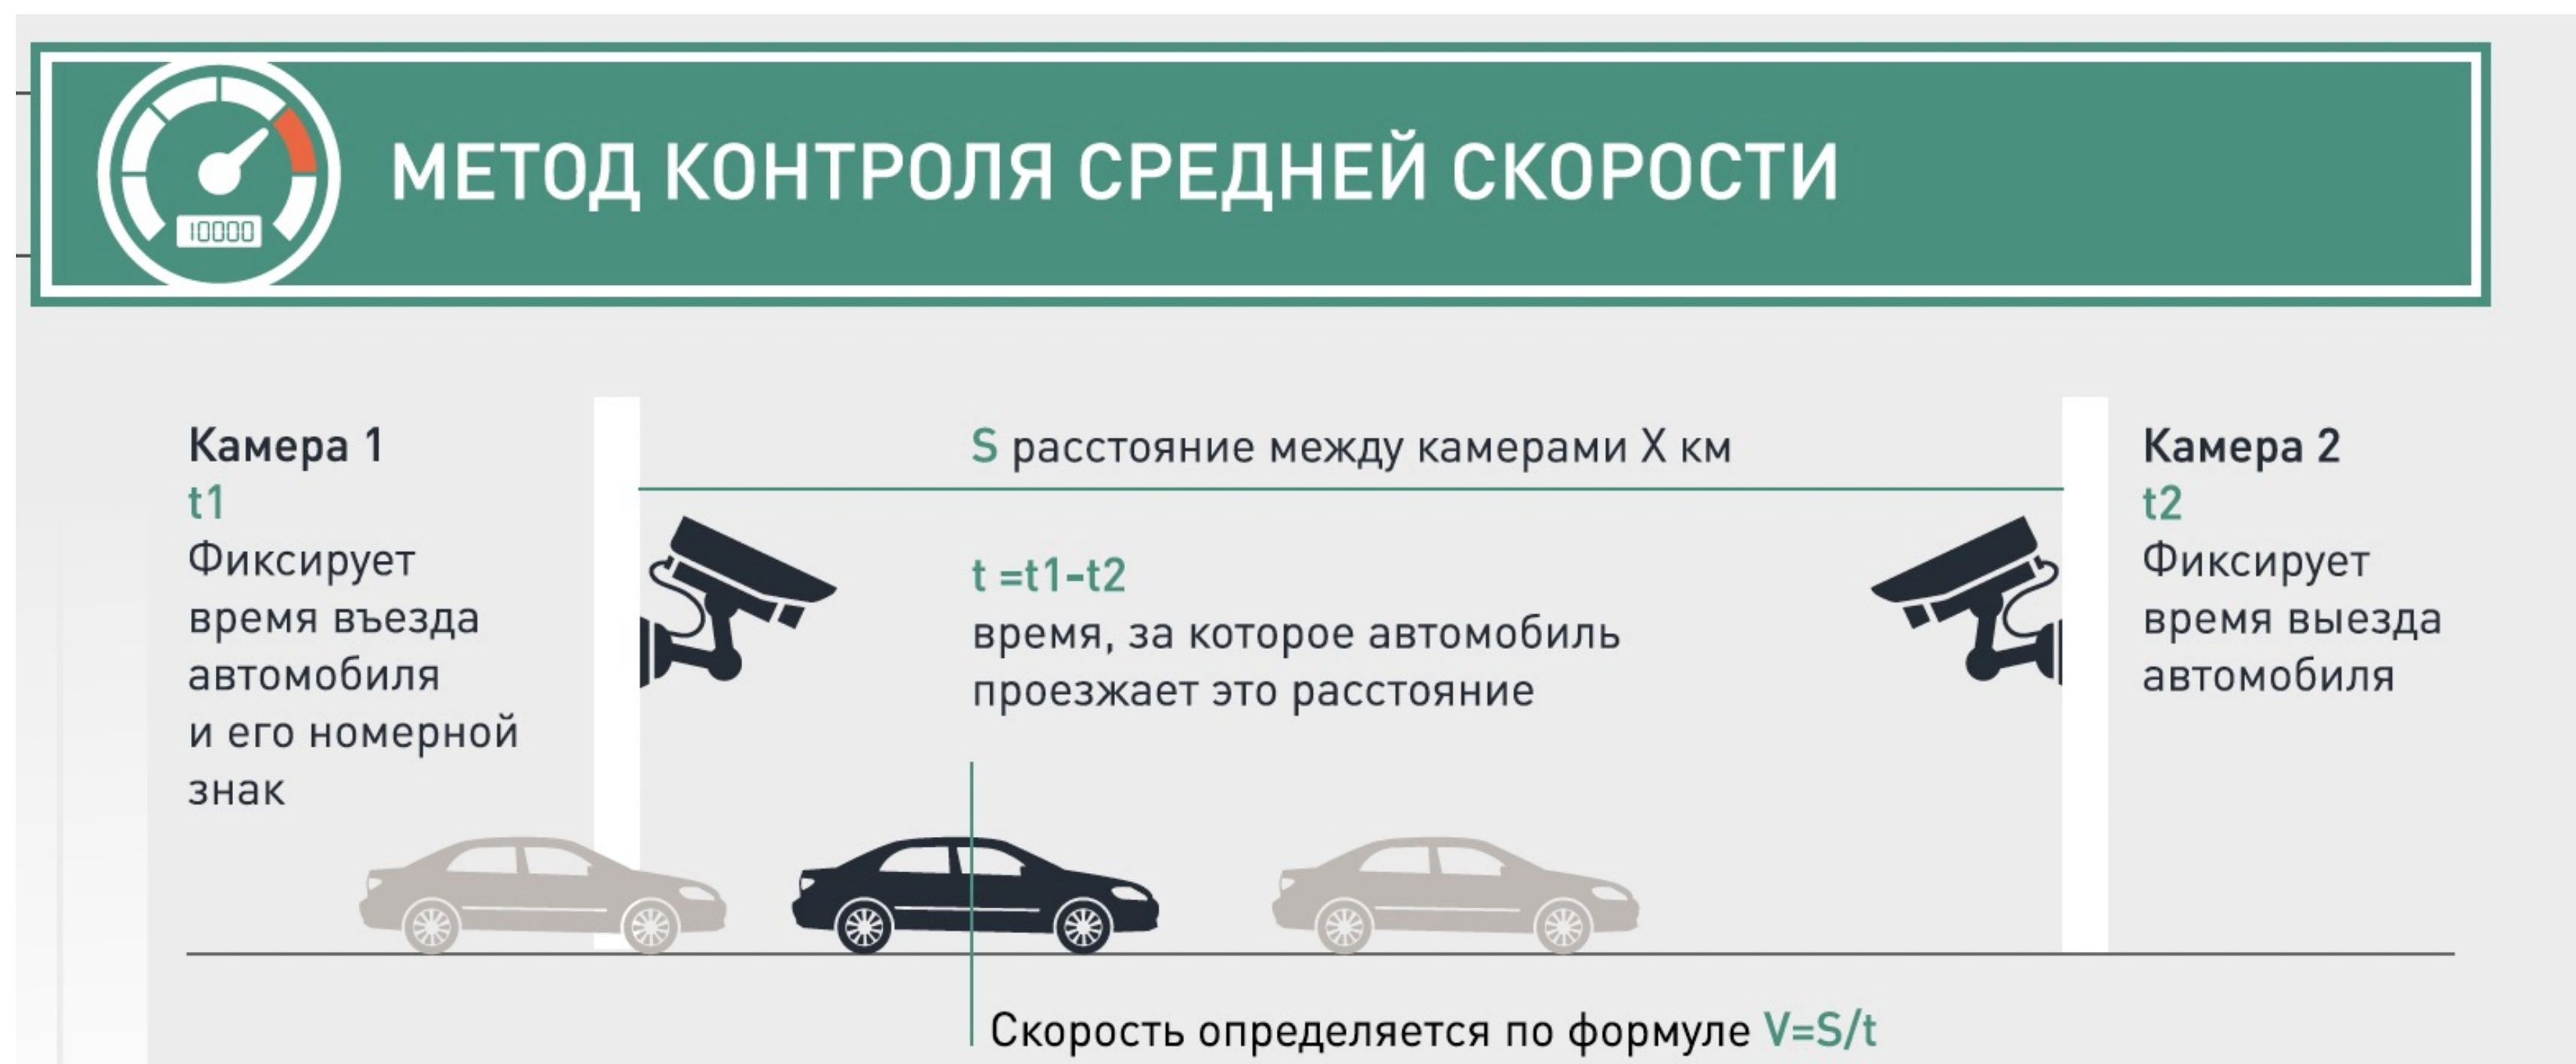 МЕТОД КОНТРОЛЯ СРЕДНЕЙ СКОРОСТИ
10000
Камера 1
t1
Фиксирует
время въезда
автомобиля
и его номерной
знак
S расстояние между камерами X км
t =t1-t2
время, за которое автомобиль
проезжает это расстояние
Камера 2
t2
Фиксирует
время выезда
автомобиля
Скорость определяется по формуле V=S/t